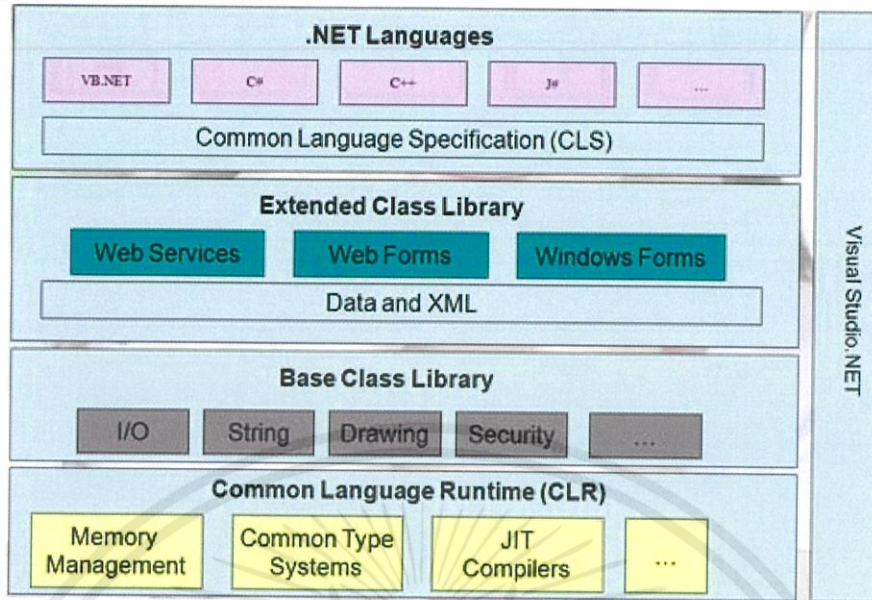 .NET Languages
VB.NET C# C++ J# ...
Common Language Specification (CLS)
Extended Class Library
Web Services Web Forms Windows Forms
Data and XML
Base Class Library
I/O String Drawing Security ...
Common Language Runtime (CLR)
Memory Management
Common Type Systems
JIT Compilers
...
Visual Studio.NET